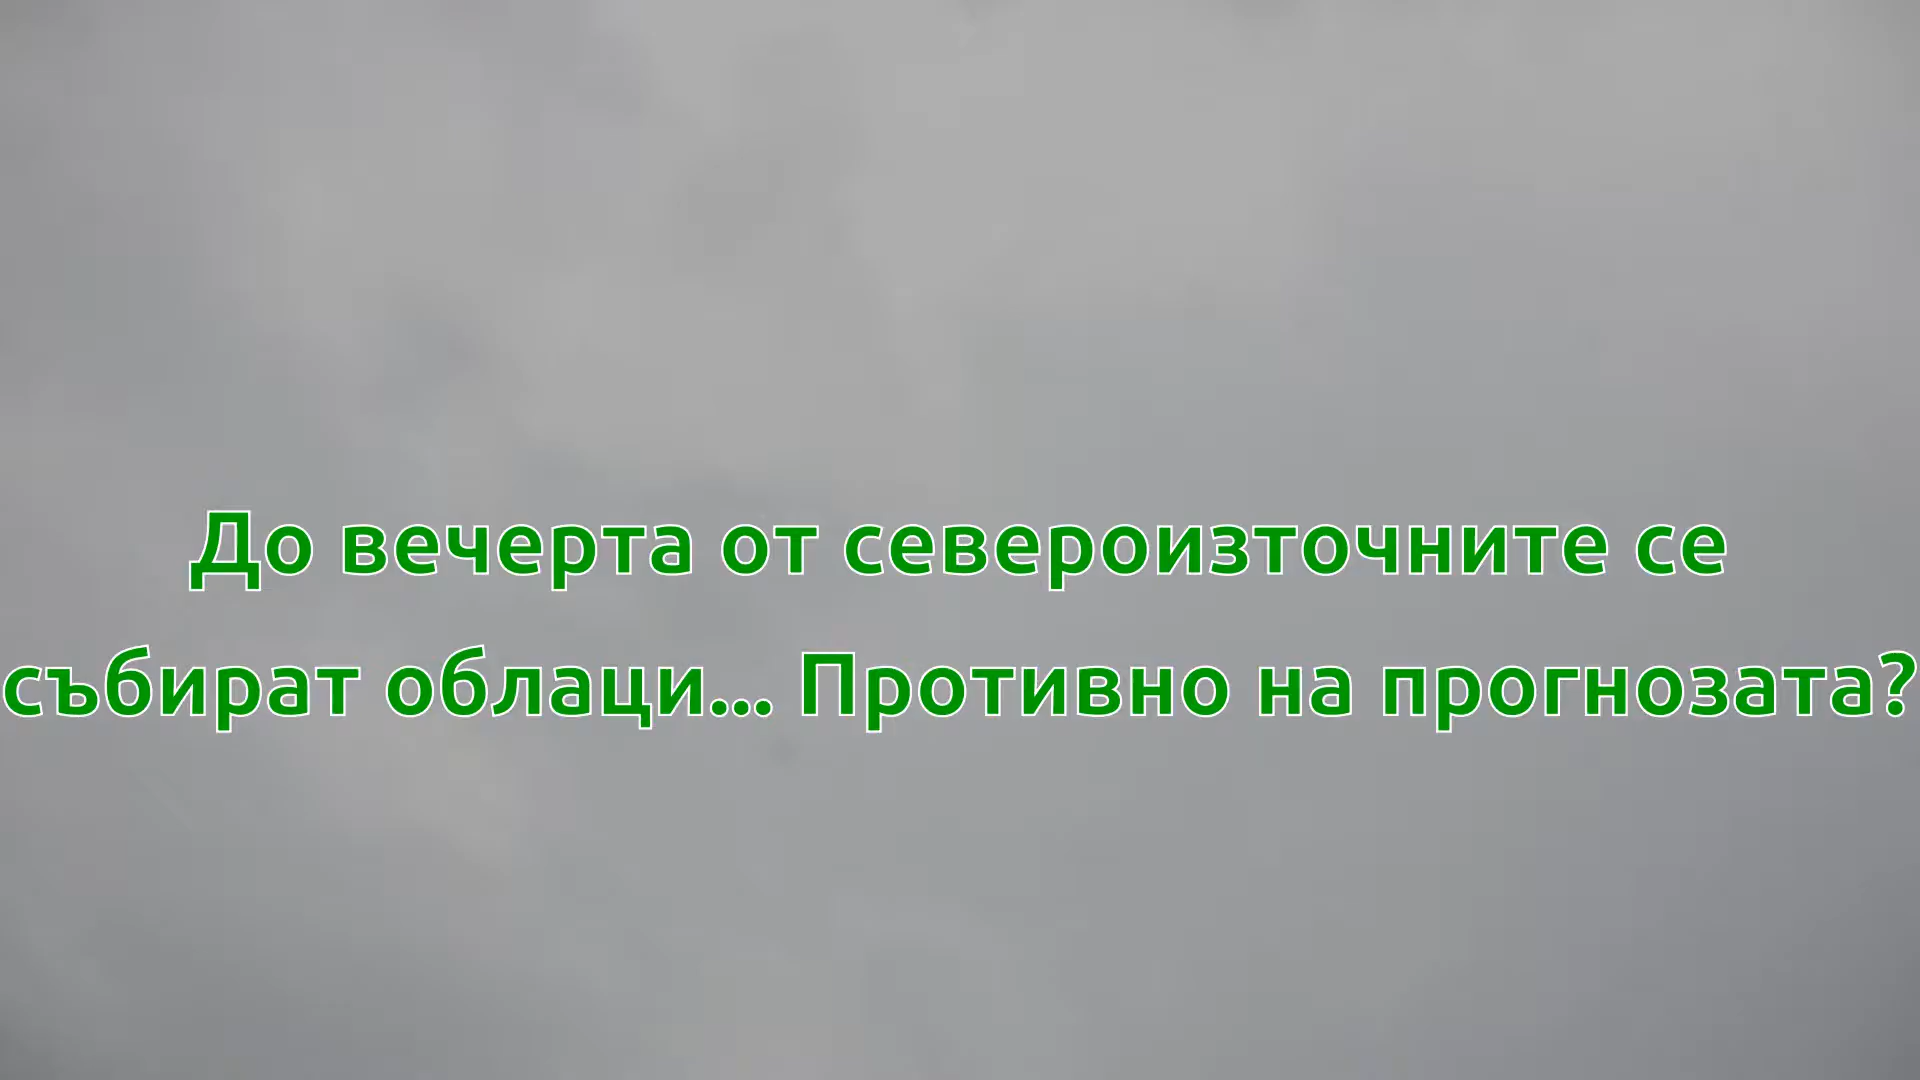 До вечерта от североизточните се
събират облаци... Противно на прогнозата?